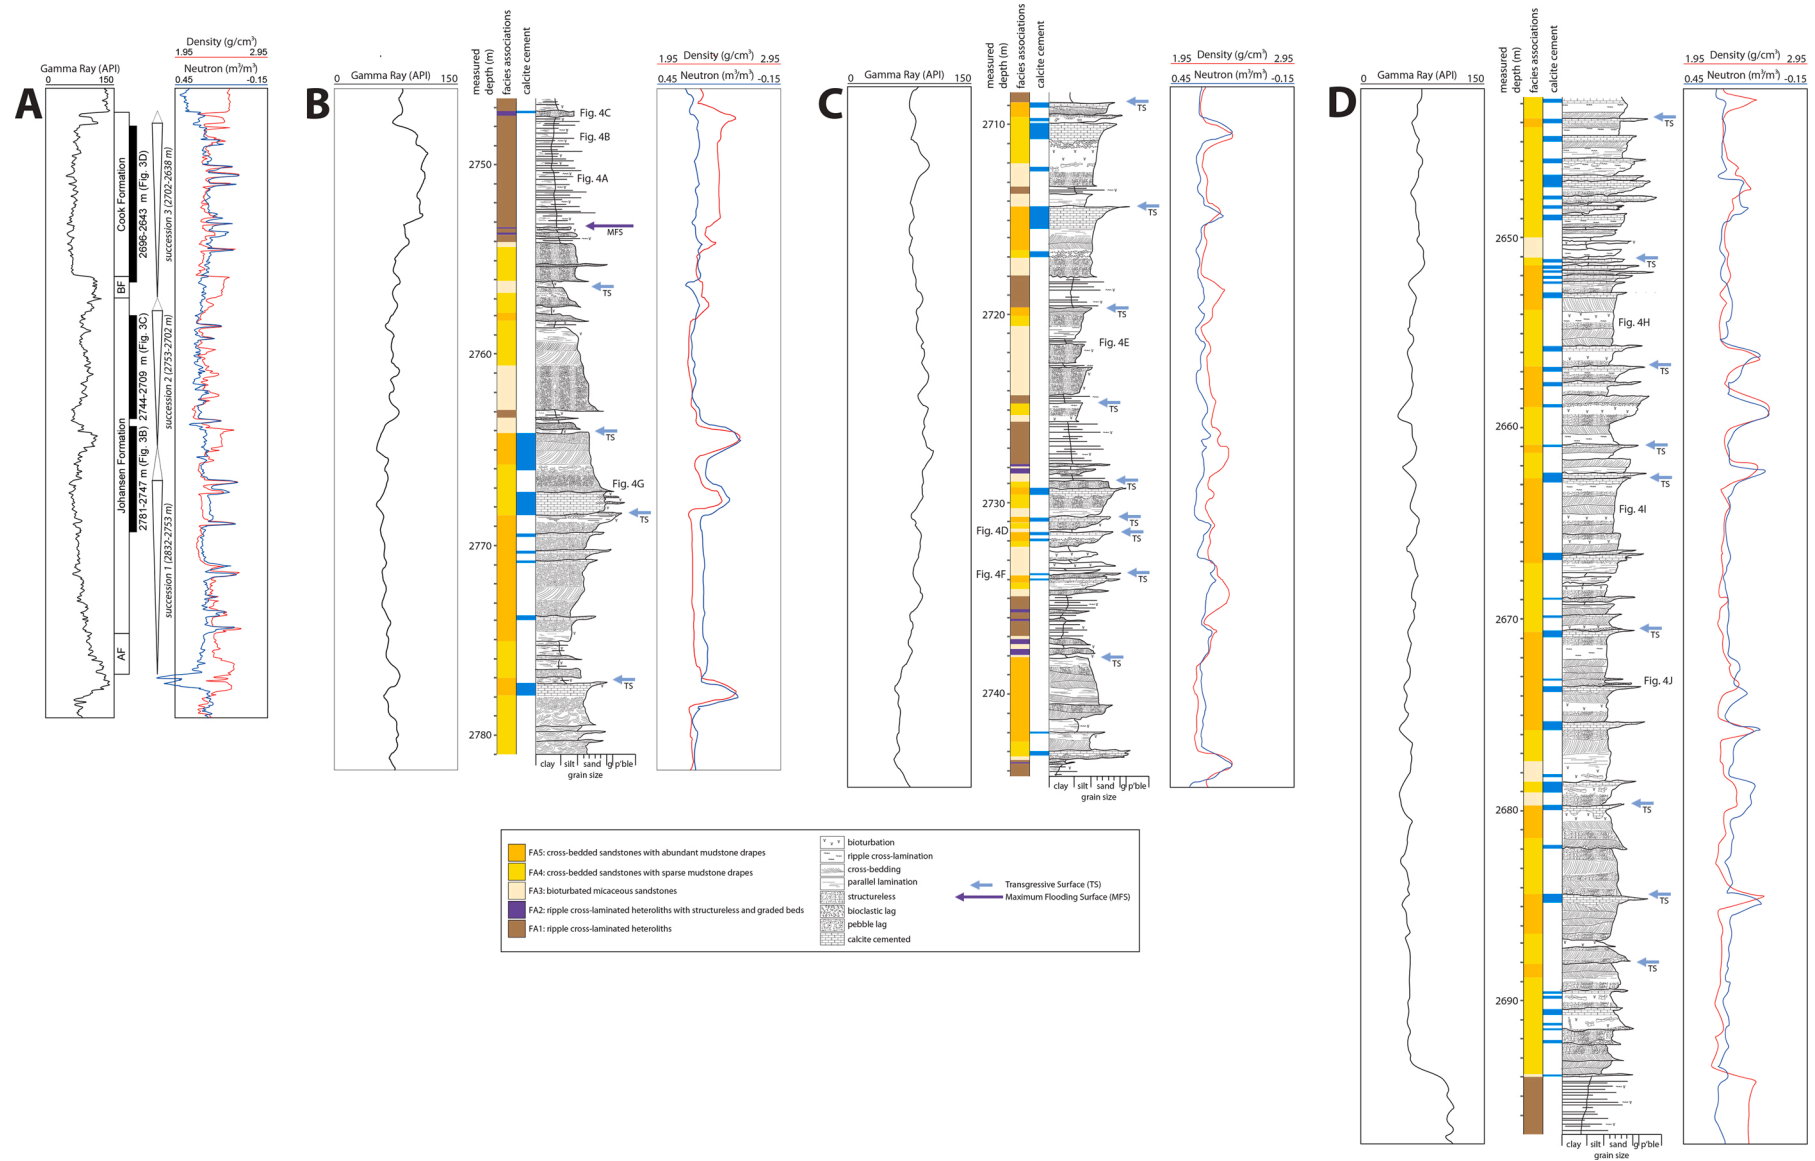 A
Density (g/cm³)
1.95 2.95
Gamma Ray (API)
0 150
Neutron (m³/m³)
0.45 -0.15
Cook Formation
BF
Johansen Formation
AF
2696-2643 m (Fig. 3D)
2744-2709 m (Fig. 3C)
2781-2747 m (Fig. 3B)
succession 3 (2702-2638 m)
succession 2 (2753-2702 m)
succession 1 (2832-2753 m)
B
0 Gamma Ray (API) 150
measured
depth (m)
facies associations
calcite cement
1.95 Density (g/cm³) 2.95
0.45 Neutron (m³/m³) -0.15
Fig. 4C
Fig. 4B
2750
Fig. 4A
MFS
TS
2760
TS
Fig. 4G
TS
2770
TS
2780
clay silt sand g p'ble
grain size
C
0 Gamma Ray (API) 150
measured
depth (m)
facies associations
calcite cement
1.95 Density (g/cm³) 2.95
0.45 Neutron (m³/m³) -0.15
TS
2710
TS
TS
2720
Fig. 4E
TS
TS
2730
TS
Fig. 4D
TS
Fig. 4F
TS
TS
2740
clay silt sand g p'ble
grain size
D
0 Gamma Ray (API) 150
measured
depth (m)
facies associations
calcite cement
1.95 Density (g/cm³) 2.95
0.45 Neutron (m³/m³) -0.15
TS
2650
TS
Fig. 4H
TS
2660
TS
TS
Fig. 4I
2670
TS
Fig. 4J
2680
TS
TS
TS
2690
clay silt sand g p'ble
grain size
FA5: cross-bedded sandstones with abundant mudstone drapes
FA4: cross-bedded sandstones with sparse mudstone drapes
FA3: bioturbated micaceous sandstones
FA2: ripple cross-laminated heteroliths with structureless and graded beds
FA1: ripple cross-laminated heteroliths
bioturbation
ripple cross-lamination
cross-bedding
parallel lamination
structureless
bioclastic lag
pebble lag
calcite cemented
Transgressive Surface (TS)
Maximum Flooding Surface (MFS)